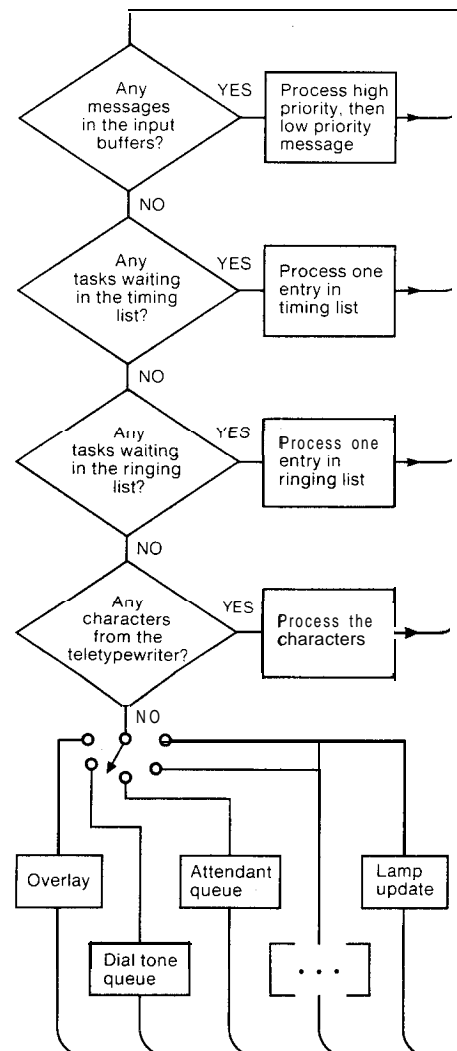 Any
messages
in the input
buffers?
YES
Process high
priority, then
low priority
message
NO
Any
tasks waiting
in the timing
list?
YES
Process one
entry in
timing list
NO
Any
tasks waiting
in the ringing
list?
YES
Process one
entry in
ringing list
NO
Any
characters
from the
teletypewriter?
YES
Process the
characters
NO
Overlay
Attendant
queue
Lamp
update
Dial tone
queue
...